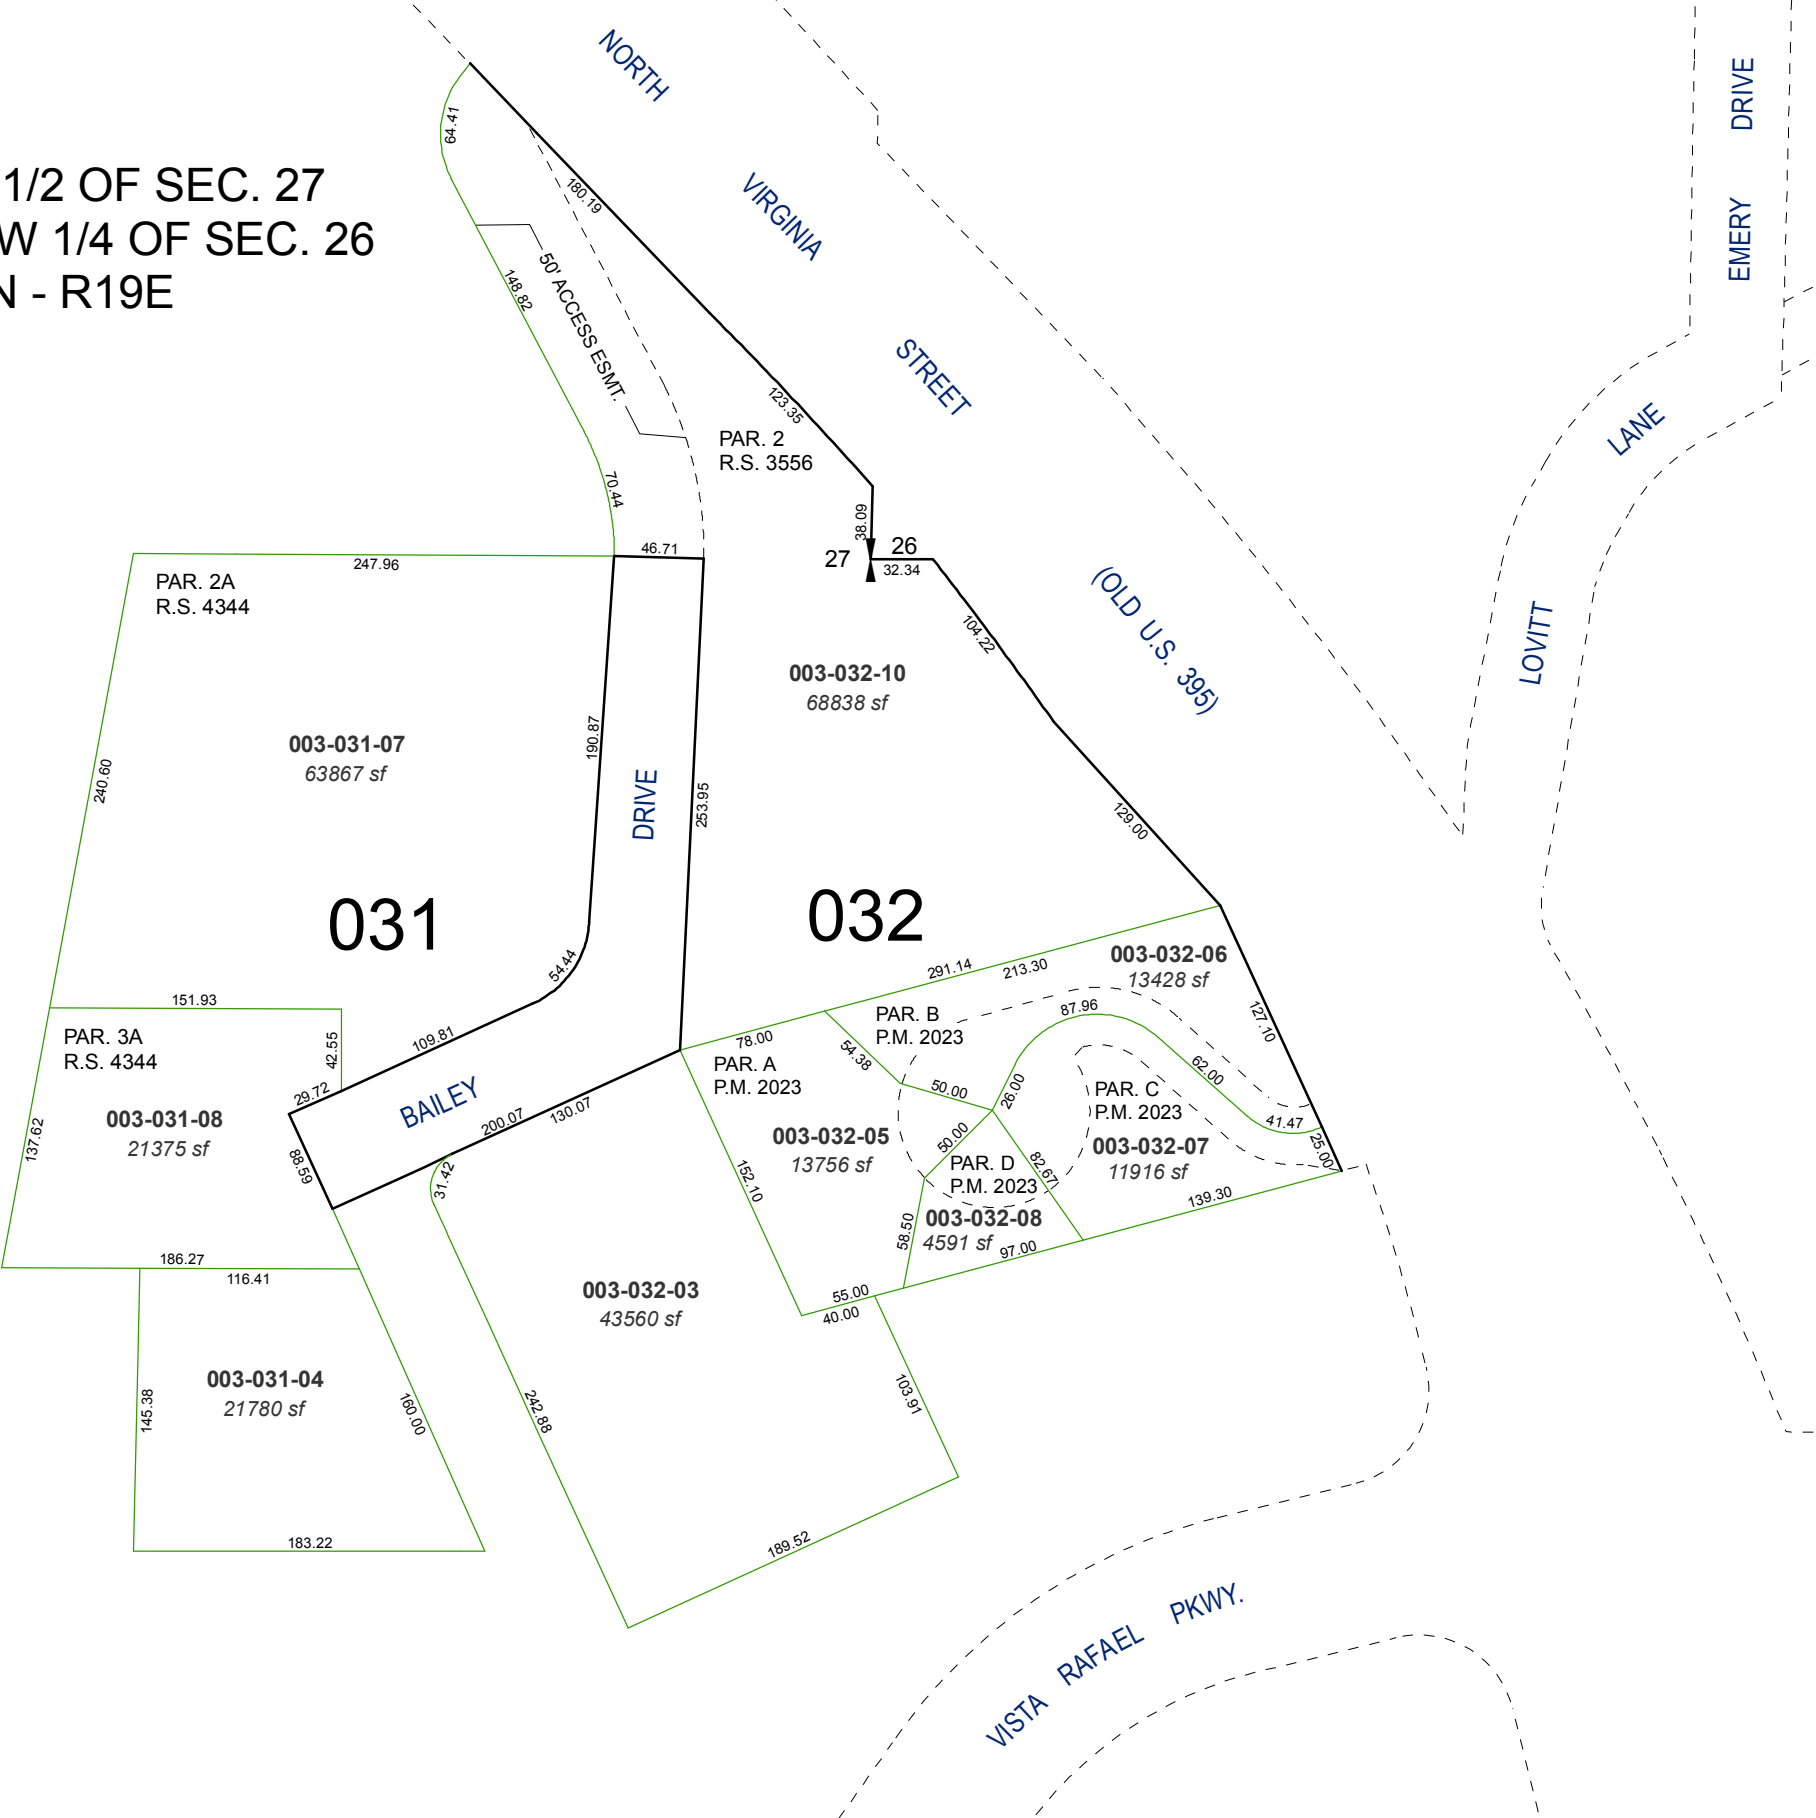 1/2 OF SEC. 27
W 1/4 OF SEC. 26
N - R19E
NORTH
VIRGINIA
STREET
(OLD U.S. 395)
EMERY DRIVE
LANE
LOVITT
64.41
180.19
148.82
50' ACCESS ESMT.
123.35
PAR. 2
R.S. 3556
70.44
38.09
46.71
27
26
32.34
247.96
PAR. 2A
R.S. 4344
104.22
003-032-10
68838 sf
003-031-07
63867 sf
240.60
190.87
DRIVE
253.95
129.00
031
032
54.44
291.14
213.30
003-032-06
13428 sf
151.93
PAR. 3A
R.S. 4344
42.55
109.81
78.00
PAR. B
P.M. 2023
87.96
127.10
54.38
PAR. A
P.M. 2023
50.00
26.00
62.00
PAR. C
P.M. 2023
29.72
BAILEY
003-031-08
21375 sf
200.07
130.07
41.47
137.62
88.59
31.42
003-032-05
13756 sf
50.00
003-032-07
11916 sf
25.00
152.10
PAR. D
P.M. 2023
82.67
139.30
58.50
003-032-08
4591 sf
97.00
186.27
116.41
003-032-03
43560 sf
55.00
40.00
003-031-04
21780 sf
145.38
160.00
242.88
103.91
183.22
189.52
VISTA RAFAEL PKWY.